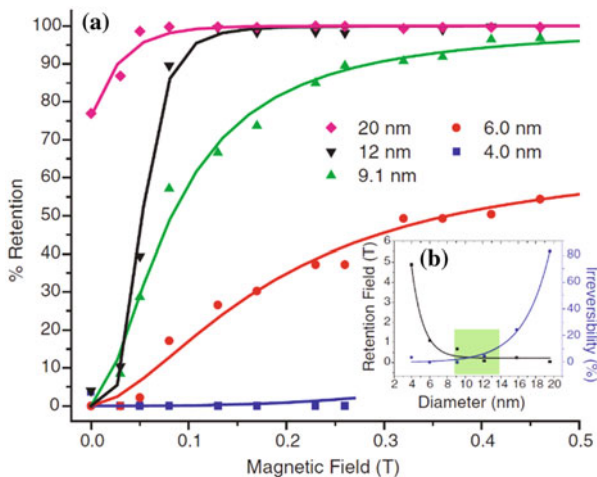 (a)
100
90
80
70
60
50
40
30
20
10
0
% Retention
0.0
0.1
0.2
0.3
0.4
0.5
Magnetic Field (T)
20 nm
12 nm
9.1 nm
6.0 nm
4.0 nm
(b)
Retention Field (T)
6
5
4
3
2
1
0
80
60
40
20
0
Irreversibility (%)
2 4 6 8 10 12 14 16 18 20
Diameter (nm)